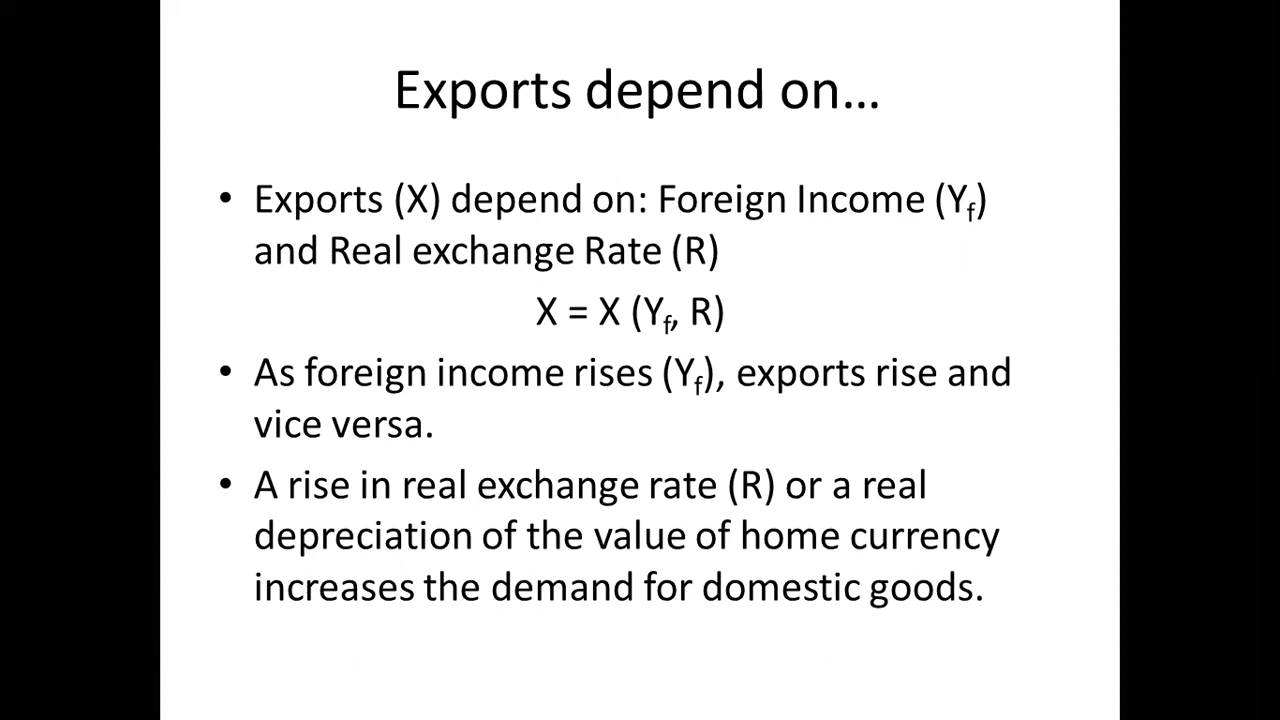 Exports depend on…
• Exports (X) depend on: Foreign Income (Yf)
and Real exchange Rate (R)
X = X (Yf, R)
• As foreign income rises (Yf), exports rise and
vice versa.
• A rise in real exchange rate (R) or a real
depreciation of the value of home currency
increases the demand for domestic goods.